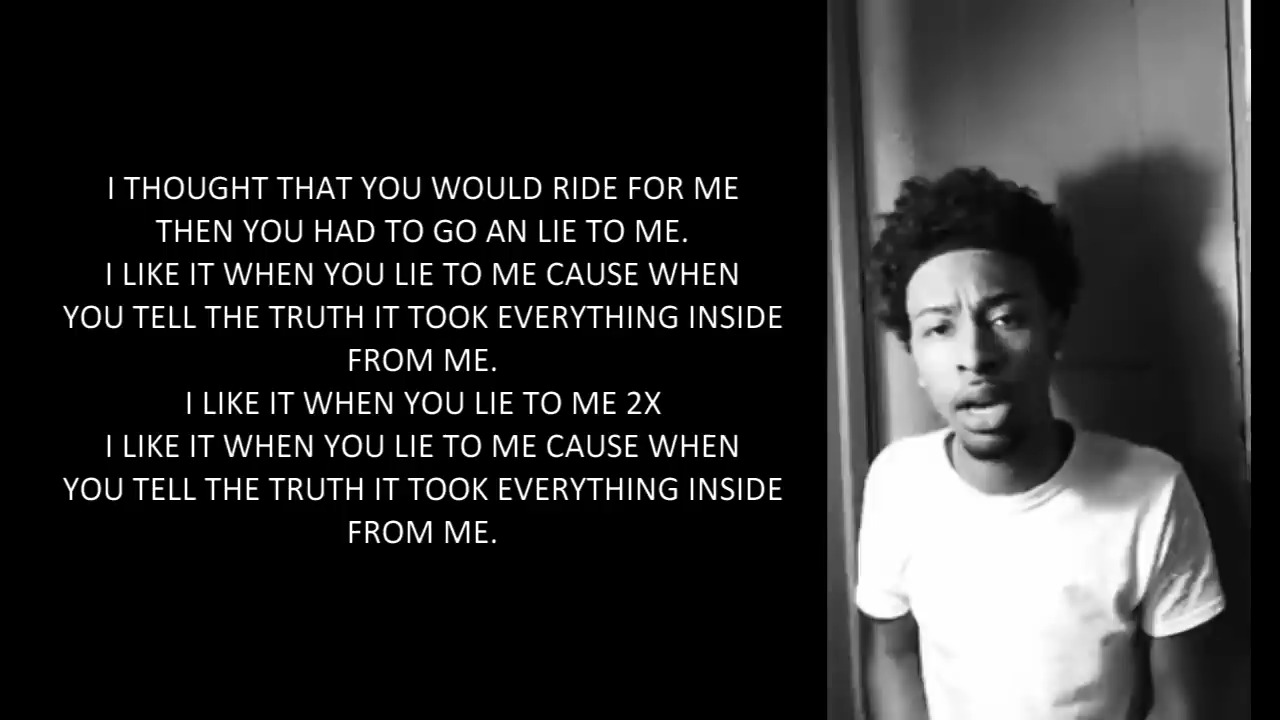 I THOUGHT THAT YOU WOULD RIDE FOR ME
THEN YOU HAD TO GO AN LIE TO ME.
I LIKE IT WHEN YOU LIE TO ME CAUSE WHEN
YOU TELL THE TRUTH IT TOOK EVERYTHING INSIDE
FROM ME.
I LIKE IT WHEN YOU LIE TO ME 2X
I LIKE IT WHEN YOU LIE TO ME CAUSE WHEN
YOU TELL THE TRUTH IT TOOK EVERYTHING INSIDE
FROM ME.